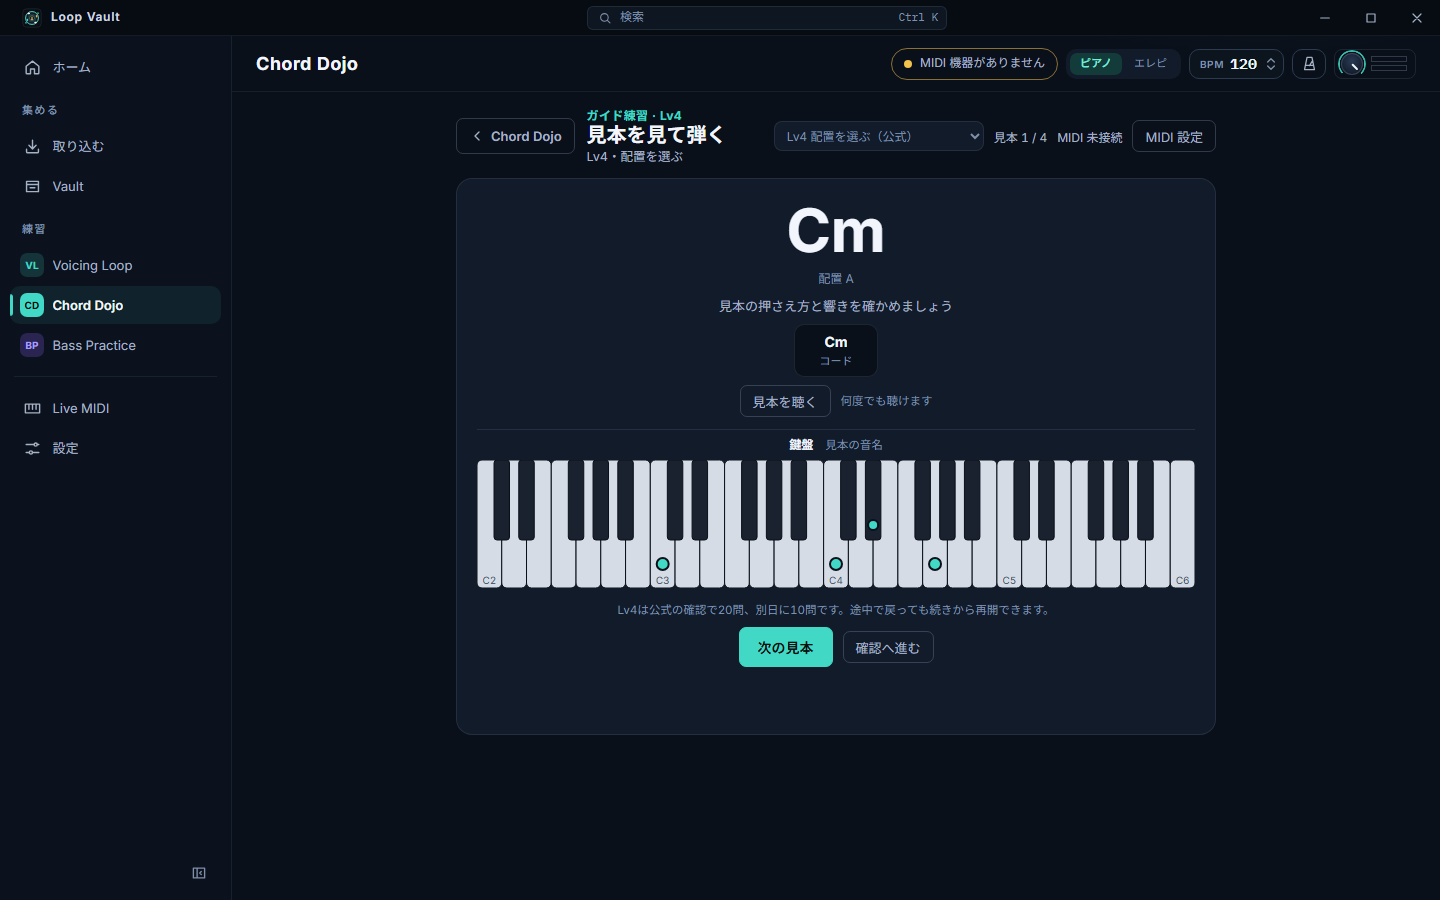 Loop Vault
検索
Ctrl K
ホーム
集める
取り込む
Vault
練習
VL Voicing Loop
CD Chord Dojo
BP Bass Practice
Live MIDI
設定
Chord Dojo
MIDI 機器がありません
ピアノ
エレピ
BPM 120
Chord Dojo
ガイド練習 · Lv4
見本を見て弾く
Lv4・配置を選ぶ
Lv4 配置を選ぶ（公式）
見本 1 / 4
MIDI 未接続
MIDI 設定
Cm
配置 A
見本の押さえ方と響きを確かめましょう
Cm
コード
見本を聴く
何度でも聴けます
鍵盤 見本の音名
C2 C3 C4 C5 C6
Lv4は公式の確認で20問、別日に10問です。途中で戻っても続きから再開できます。
次の見本
確認へ進む